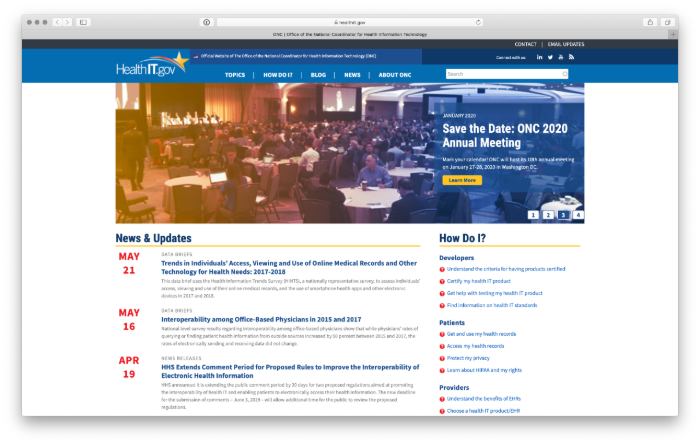 healthit.gov
ONC | Office of the National Coordinator for Health Information Technology
CONTACT | EMAIL UPDATES
Official Website of The Office of the National Coordinator for Health Information Technology (ONC)
Connect with us:
HealthIT.gov
TOPICS | HOW DO I? | BLOG | NEWS | ABOUT ONC
Search
JANUARY 2020
Save the Date: ONC 2020
Annual Meeting
Mark your calendar! ONC will host its annual meeting
on January 27-28, 2020 in Washington DC.
Learn More
1 2 3 4
News & Updates
MAY
21
DATA BRIEFS
Trends in Individuals' Access, Viewing and Use of Online Medical Records and Other
Technology for Health Needs: 2017-2018
This data brief uses the Health Information Trends Survey (HINTS), a nationally representative survey, to assess individuals'
access, viewing and use of their online medical records, and the use of smartphone health apps and other electronic
devices in 2017 and 2018.
MAY
16
DATA BRIEFS
Interoperability among Office-Based Physicians in 2015 and 2017
National level survey results regarding interoperability among office-based physicians show that while physicians' rates of
querying or finding patient health information from outside sources increased by 50 percent between 2015 and 2017, the
rates of electronically sending and receiving data did not change.
APR
19
NEWS RELEASES
HHS Extends Comment Period for Proposed Rules to Improve the Interoperability of
Electronic Health Information
HHS announced it is extending the public comment period by 30 days for two proposed regulations aimed at promoting
the interoperability of health IT and enabling patients to electronically access their health information. The new deadline
for the submission of comments – June 3, 2019 – will allow additional time for the public to review the proposed
regulations.
How Do I?
Developers
Understand the criteria for having products certified
Certify my health IT product
Get help with testing my health IT product
Find information on health IT standards
Patients
Get and use my health records
Access my health records
Protect my privacy
Learn about HIPAA and my rights
Providers
Understand the benefits of EHRs
Choose a health IT product/EHR